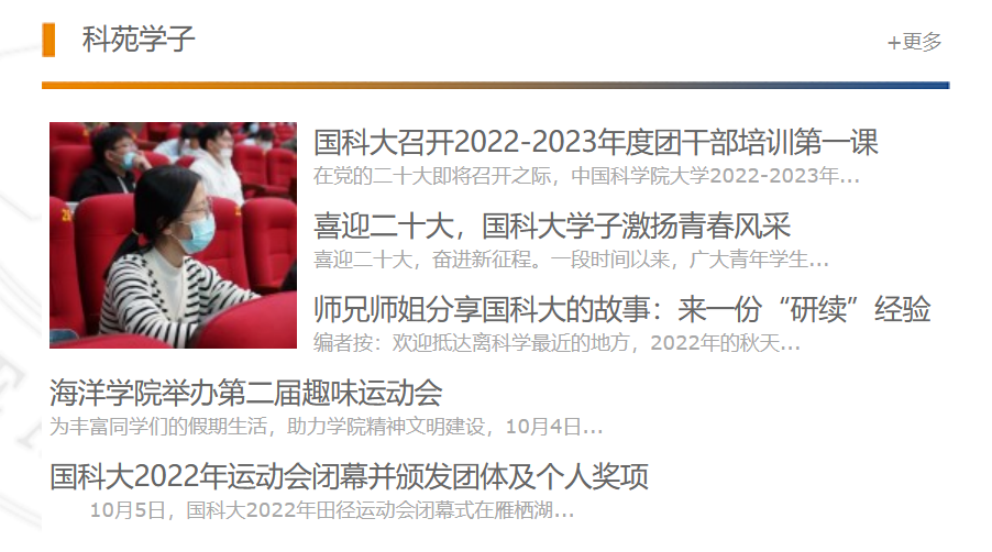 科苑学子
+更多
国科大召开2022-2023年度团干部培训第一课
在党的二十大即将召开之际，中国科学院大学2022-2023年...
喜迎二十大，国科大学子激扬青春风采
喜迎二十大，奋进新征程。一段时间以来，广大青年学生...
师兄师姐分享国科大的故事：来一份“研续”经验
编者按：欢迎抵达离科学最近的地方，2022年的秋天...
海洋学院举办第二届趣味运动会
为丰富同学们的假期生活，助力学院精神文明建设，10月4日...
国科大2022年运动会闭幕并颁发团体及个人奖项
10月5日，国科大2022年田径运动会闭幕式在雁栖湖...